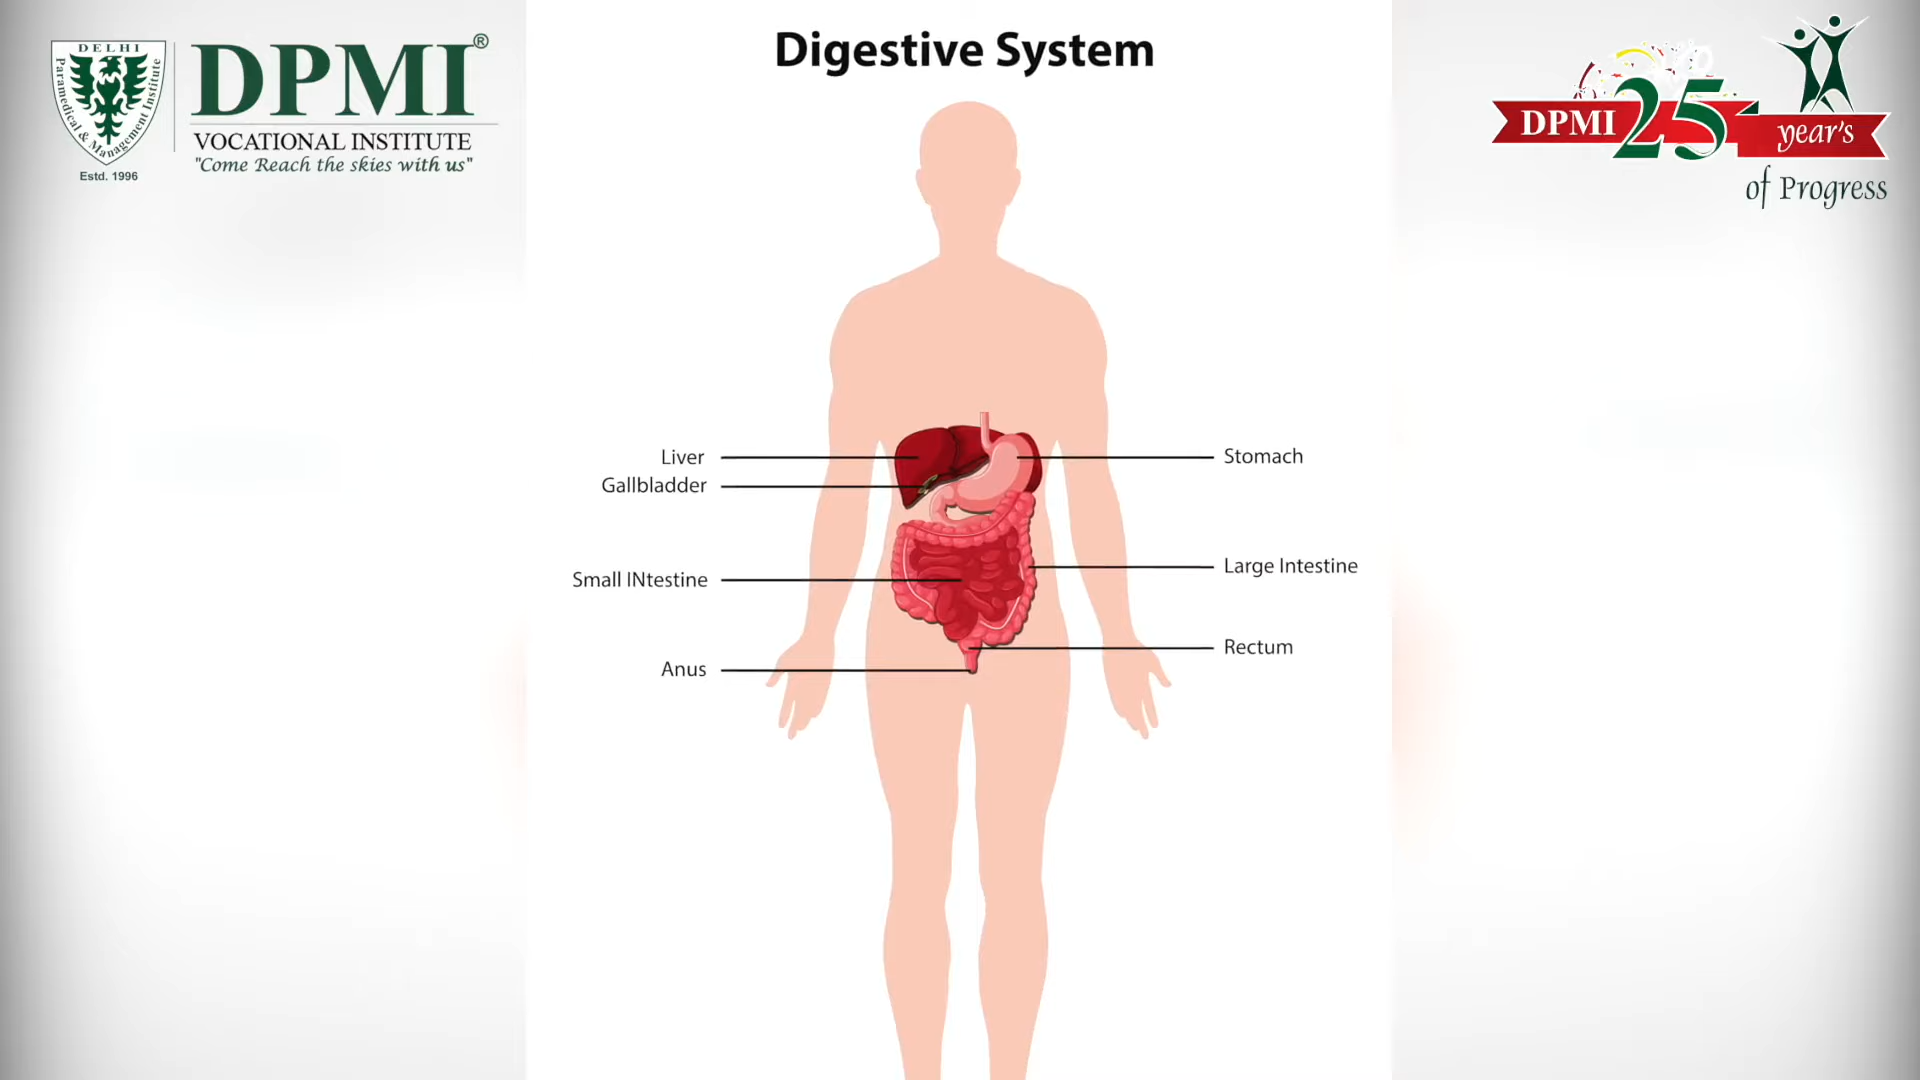 DELHI
Paramedical & Management Institute
Estd. 1996
DPMI®
VOCATIONAL INSTITUTE
"Come Reach the skies with us"
Digestive System
DPMI 25 year's
of Progress
Liver
Gallbladder
Small INtestine
Anus
Stomach
Large Intestine
Rectum